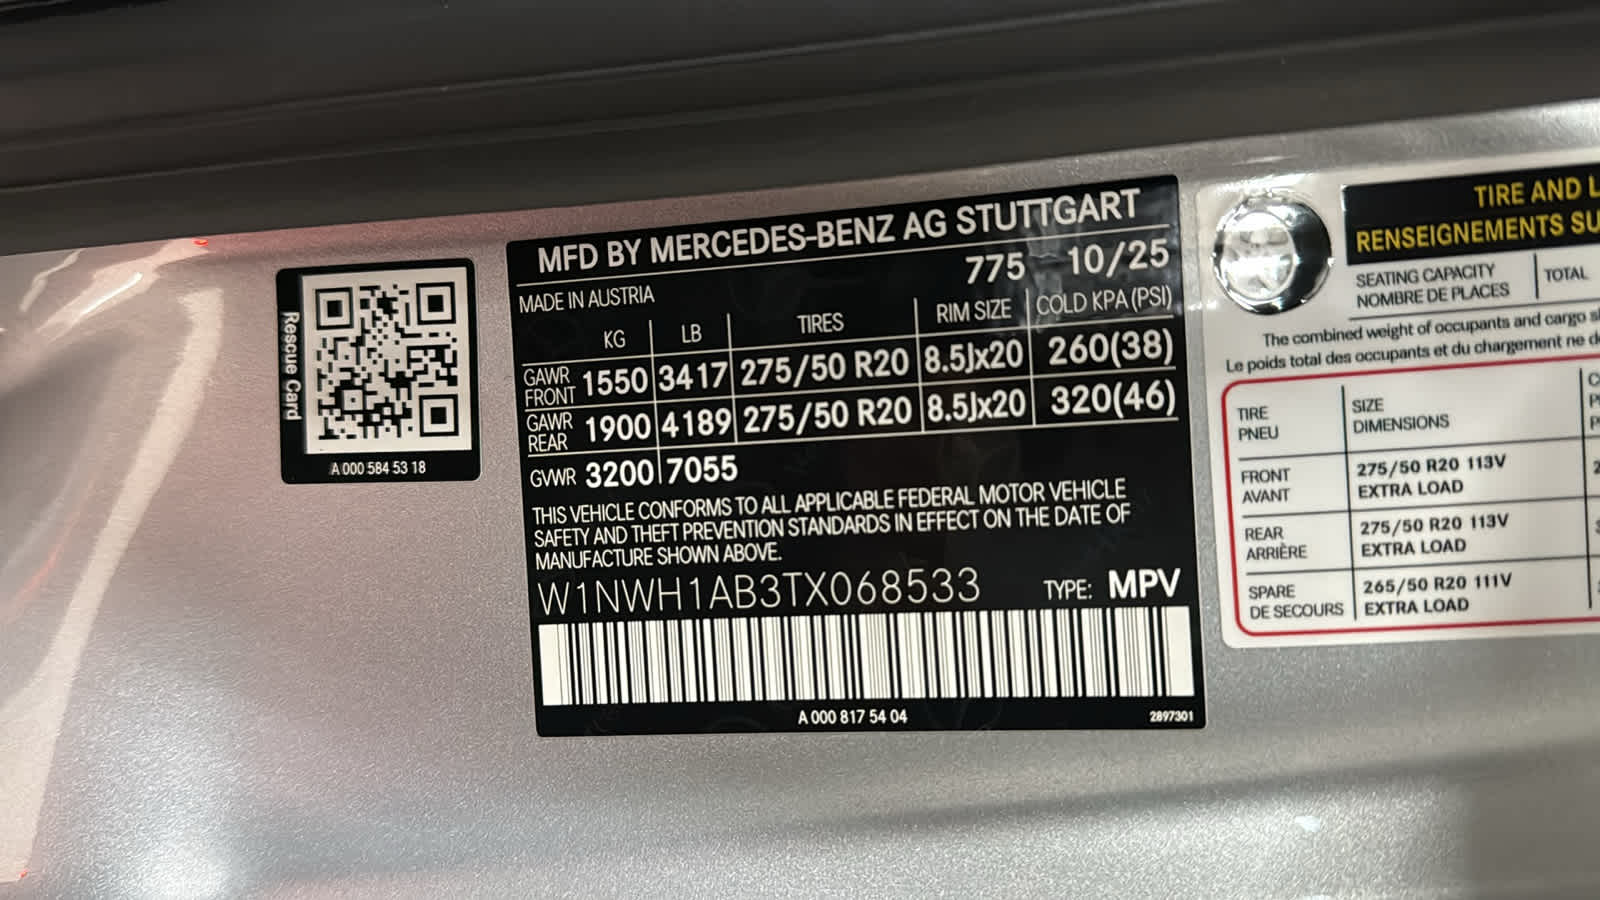 Rescue Card
A 000 584 53 18
MFD BY MERCEDES-BENZ AG STUTTGART
775 10/25
MADE IN AUSTRIA
KG LB TIRES RIM SIZE COLD KPA (PSI)
GAWR FRONT 1550 3417 275/50 R20 8.5Jx20 260(38)
GAWR REAR 1900 4189 275/50 R20 8.5Jx20 320(46)
GVWR 3200 7055
THIS VEHICLE CONFORMS TO ALL APPLICABLE FEDERAL MOTOR VEHICLE
SAFETY AND THEFT PREVENTION STANDARDS IN EFFECT ON THE DATE OF
MANUFACTURE SHOWN ABOVE.
W1NWH1AB3TX068533 TYPE: MPV
A 000 817 54 04
2897301
TIRE AND L
RENSEIGNEMENTS SU
SEATING CAPACITY TOTAL
NOMBRE DE PLACES
The combined weight of occupants and cargo s
Le poids total des occupants et du chargement ne d
TIRE SIZE
PNEU DIMENSIONS
FRONT 275/50 R20 113V
AVANT EXTRA LOAD
REAR 275/50 R20 113V
ARRIÈRE EXTRA LOAD
SPARE 265/50 R20 111V
DE SECOURS EXTRA LOAD